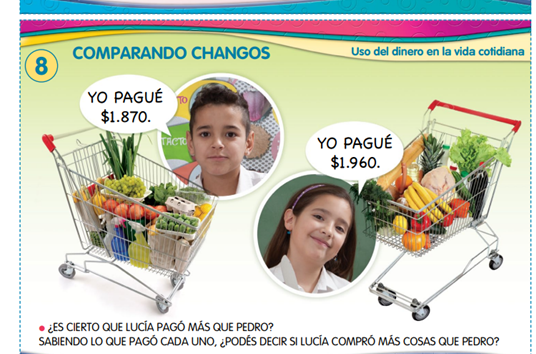 8
COMPARANDO CHANGOS
Uso del dinero en la vida cotidiana
YO PAGUÉ
$1.870.
YO PAGUÉ
$1.960.
● ¿ES CIERTO QUE LUCÍA PAGÓ MÁS QUE PEDRO?
SABIENDO LO QUE PAGÓ CADA UNO, ¿PODÉS DECIR SI LUCÍA COMPRÓ MÁS COSAS QUE PEDRO?